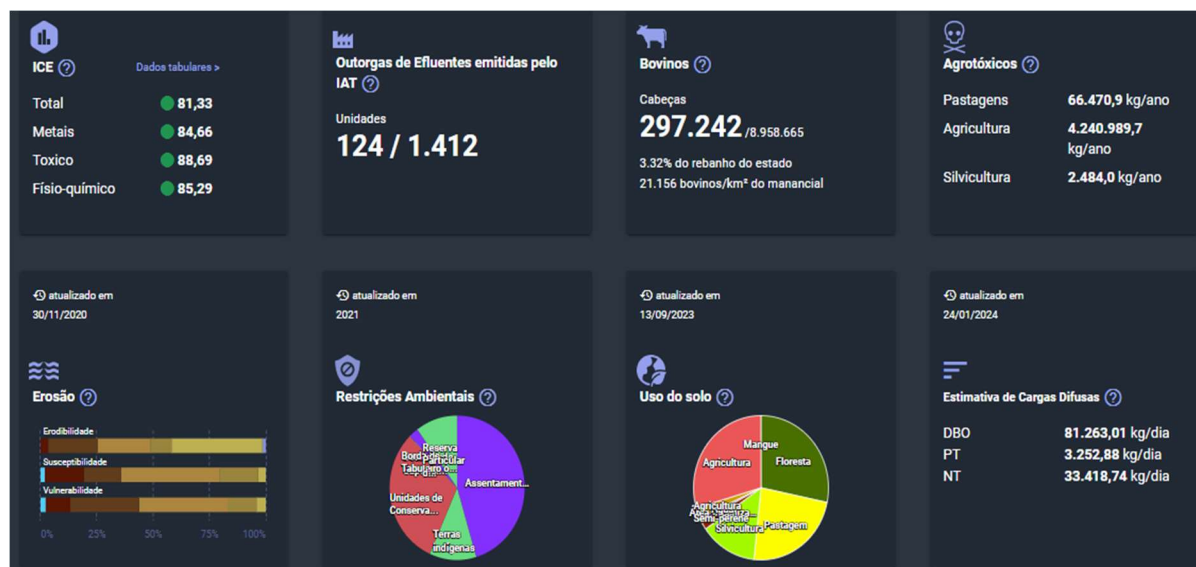 ICE
Dados tabulares >
Total 81,33
Metais 84,66
Toxico 88,69
Físio-químico 85,29
Outorgas de Efluentes emitidas pelo
IAT
Unidades
124 / 1.412
Bovinos
Cabeças
297.242 /8.958.665
3.32% do rebanho do estado
21.156 bovinos/km² do manancial
Agrotóxicos
Pastagens 66.470,9 kg/ano
Agricultura 4.240.989,7
kg/ano
Silvicultura 2.484,0 kg/ano
atualizado em
30/11/2020
Erosão
Erodibilidade
Susceptibilidade
Vulnerabilidade
0% 25% 50% 75% 100%
atualizado em
2021
Restrições Ambientais
Reserva
Particular
Assentament...
Unidades de
Conserva...
Terras
indígenas
atualizado em
13/09/2023
Uso do solo
Mangue
Floresta
Agricultura
Agricultura
Semi-perene
Silvicultura
Pastagem
atualizado em
24/01/2024
Estimativa de Cargas Difusas
DBO 81.263,01 kg/dia
PT 3.252,88 kg/dia
NT 33.418,74 kg/dia